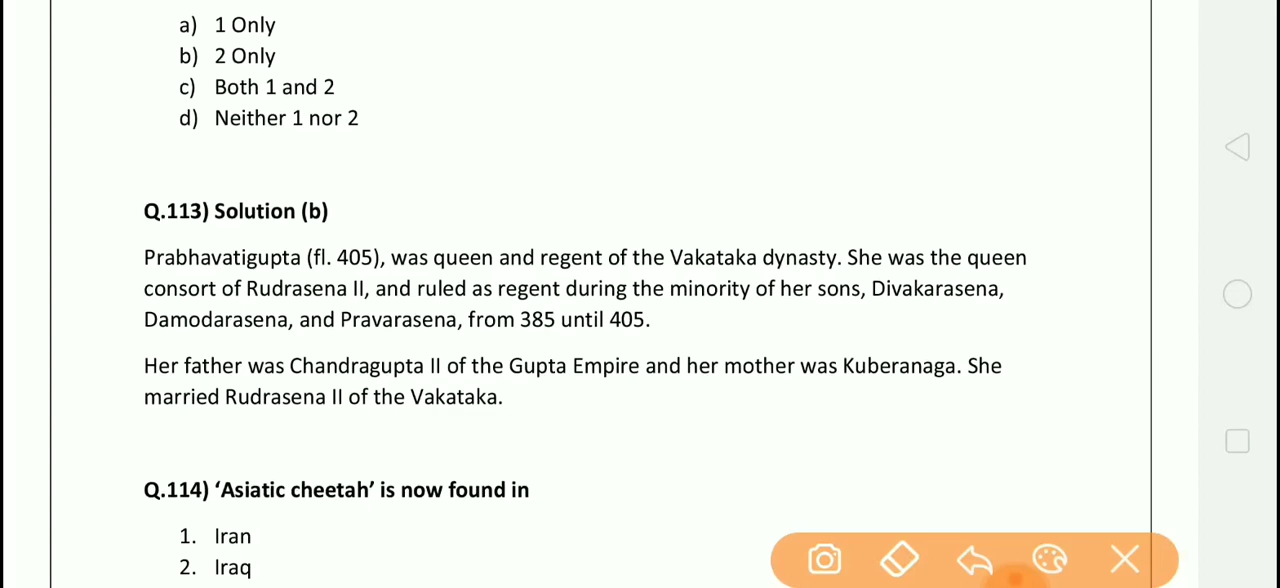 a) 1 Only
b) 2 Only
c) Both 1 and 2
d) Neither 1 nor 2
Q.113) Solution (b)
Prabhavatigupta (fl. 405), was queen and regent of the Vakataka dynasty. She was the queen
consort of Rudrasena II, and ruled as regent during the minority of her sons, Divakarasena,
Damodarasena, and Pravarasena, from 385 until 405.
Her father was Chandragupta II of the Gupta Empire and her mother was Kuberanaga. She
married Rudrasena II of the Vakataka.
Q.114) ‘Asiatic cheetah’ is now found in
1. Iran
2. Iraq